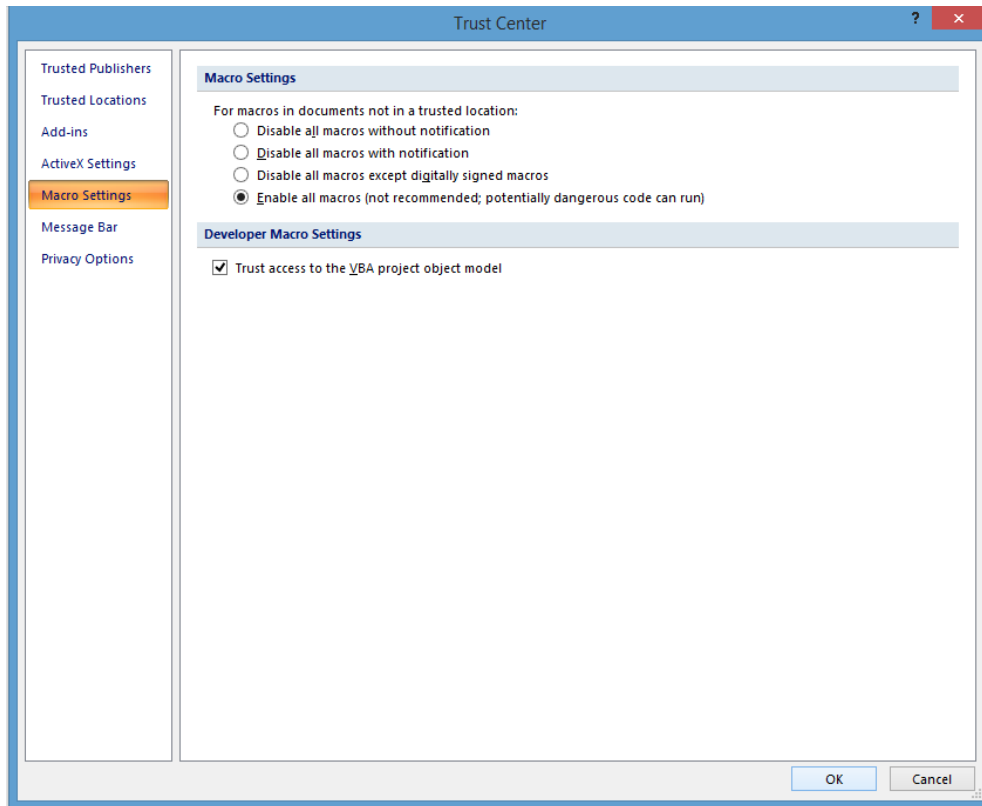 Trust Center
?
Trusted Publishers
Trusted Locations
Add-ins
ActiveX Settings
Macro Settings
Message Bar
Privacy Options
Macro Settings
For macros in documents not in a trusted location:
Disable all macros without notification
Disable all macros with notification
Disable all macros except digitally signed macros
Enable all macros (not recommended; potentially dangerous code can run)
Developer Macro Settings
Trust access to the VBA project object model
OK
Cancel